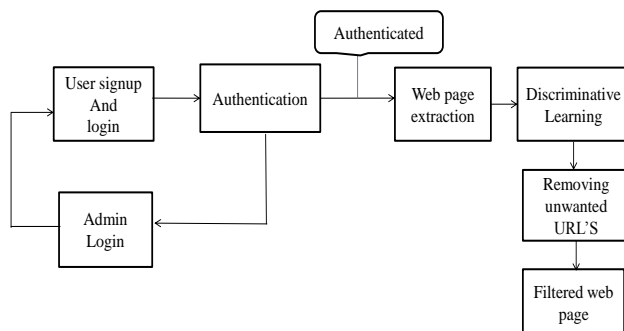 Authenticated
User signup
And
login
Authentication
Web page
extraction
Discriminative
Learning
Admin
Login
Removing
unwanted
URL'S
Filtered web
page